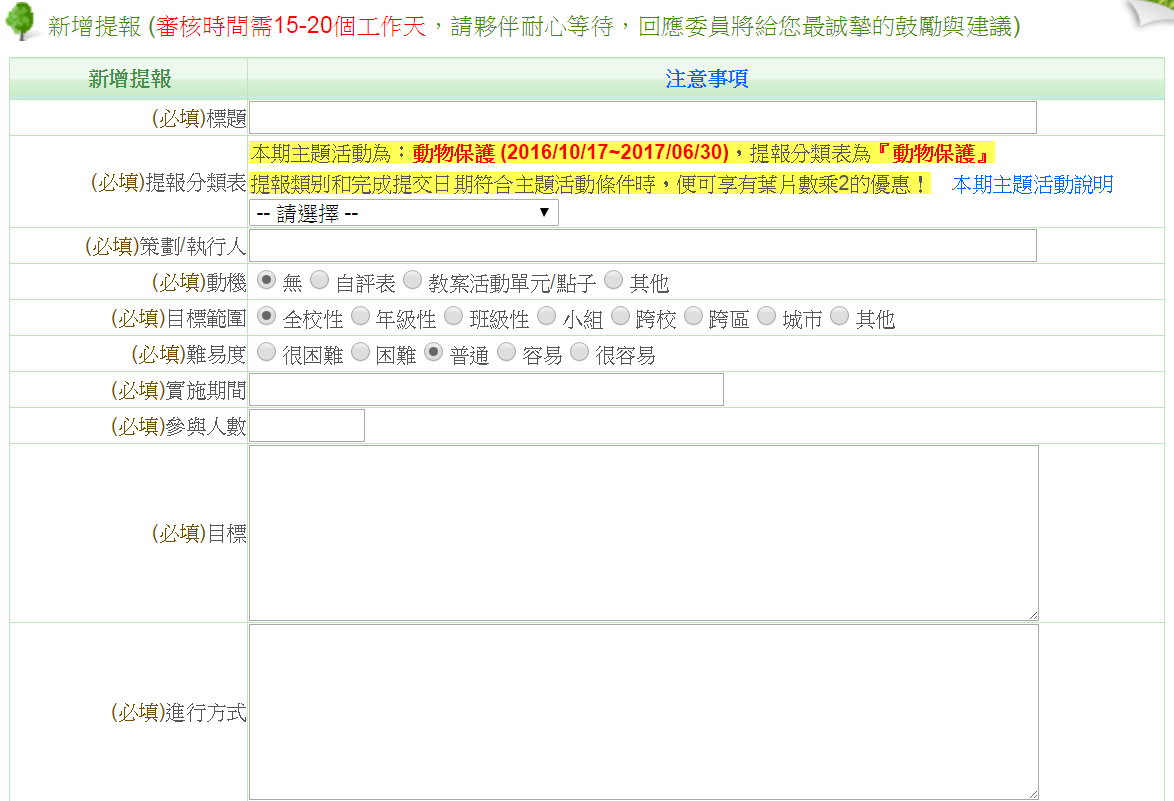 新增提報 (審核時間需15-20個工作天，請夥伴耐心等待，回應委員將給您最誠摯的鼓勵與建議)
新增提報 注意事項
(必填)標題
本期主題活動為：動物保護 (2016/10/17~2017/06/30)，提報分類表為『動物保護』
(必填)提報分類表 提報類別和完成提交日期符合主題活動條件時，便可享有葉片數乘2的優惠！ 本期主題活動說明
-- 請選擇 --
(必填)策劃/執行人
(必填)動機 無 自評表 教案活動單元/點子 其他
(必填)目標範圍 全校性 年級性 班級性 小組 跨校 跨區 城市 其他
(必填)難易度 很困難 困難 普通 容易 很容易
(必填)實施期間
(必填)參與人數
(必填)目標
(必填)進行方式